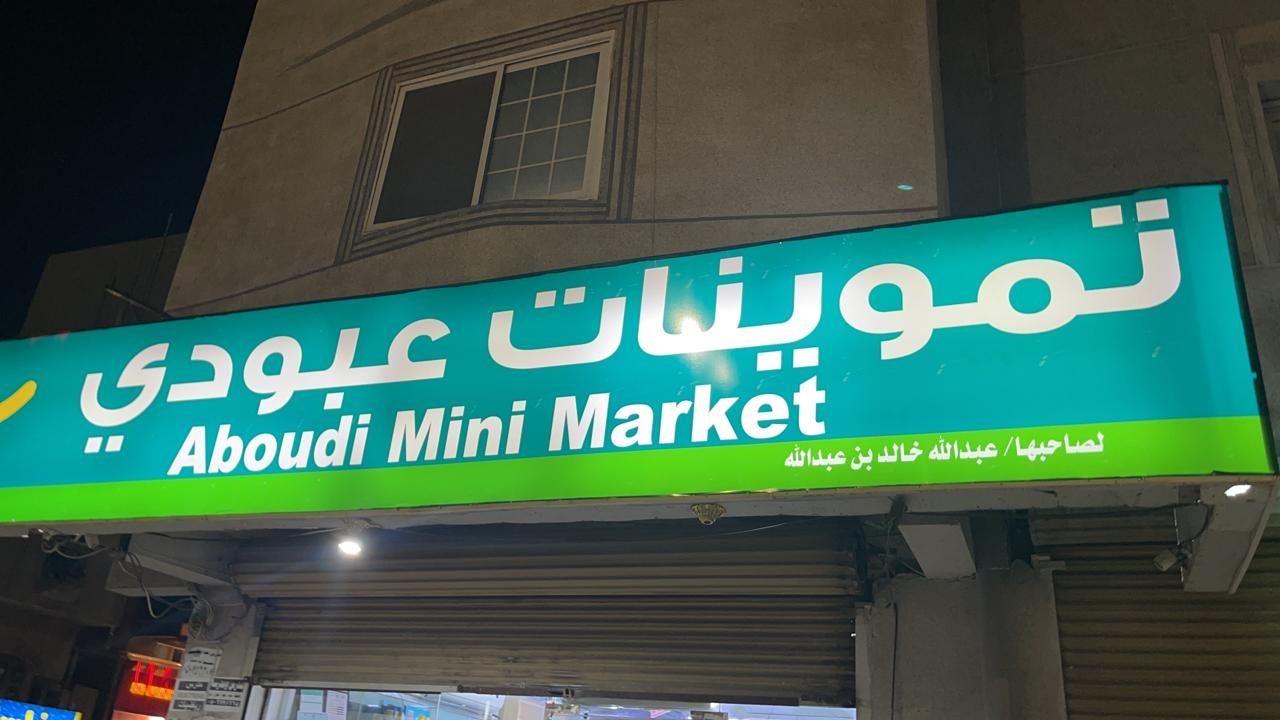 تموينات عبودي
Aboudi Mini Market
لصاحبها/ عبدالله خالد بن عبدالله